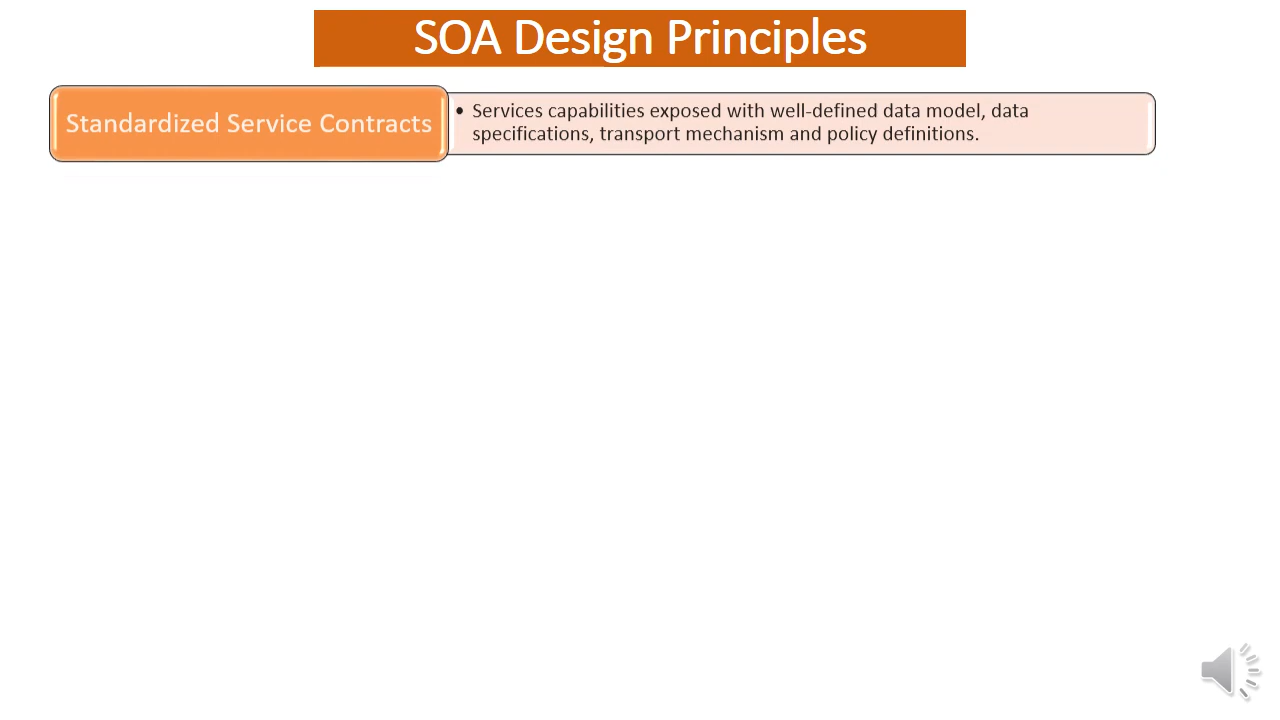 SOA Design Principles
Standardized Service Contracts
• Services capabilities exposed with well-defined data model, data
specifications, transport mechanism and policy definitions.